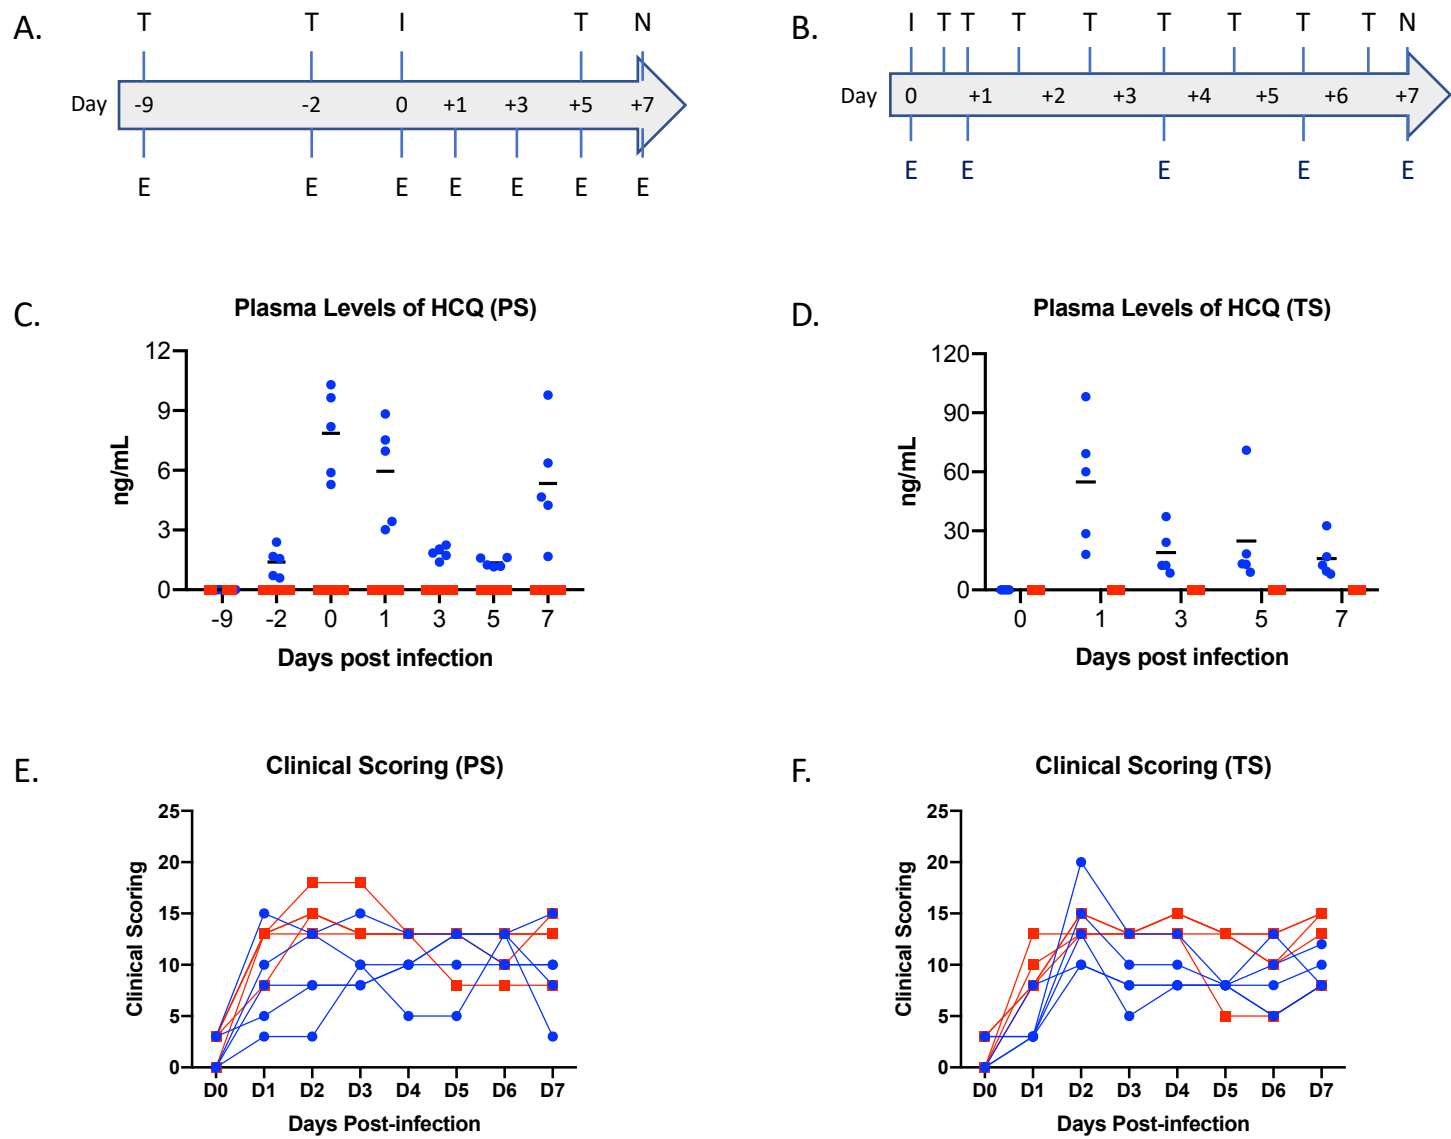 A.
T T I T N
Day -9 -2 0 +1 +3 +5 +7
E E E E E E E
B.
I T T T T T T T T N
Day 0 +1 +2 +3 +4 +5 +6 +7
E E E E E
C.
Plasma Levels of HCQ (PS)
12
9
6
3
0
ng/mL
-9 -2 0 1 3 5 7
Days post infection
D.
Plasma Levels of HCQ (TS)
120
90
60
30
0
ng/mL
0 1 3 5 7
Days post infection
E.
Clinical Scoring (PS)
25
20
15
10
5
0
Clinical Scoring
D0 D1 D2 D3 D4 D5 D6 D7
Days Post-infection
F.
Clinical Scoring (TS)
25
20
15
10
5
0
Clinical Scoring
D0 D1 D2 D3 D4 D5 D6 D7
Days Post-infection